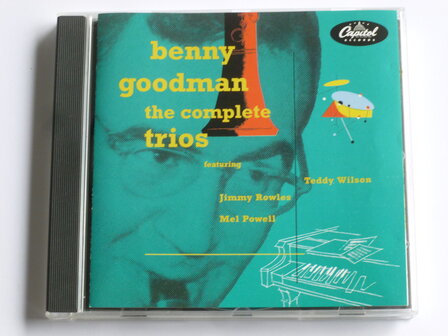 benny
goodman
the complete
trios
featuring
Teddy Wilson
Jimmy Rowles
Mel Powell
Capitol
RECORDS